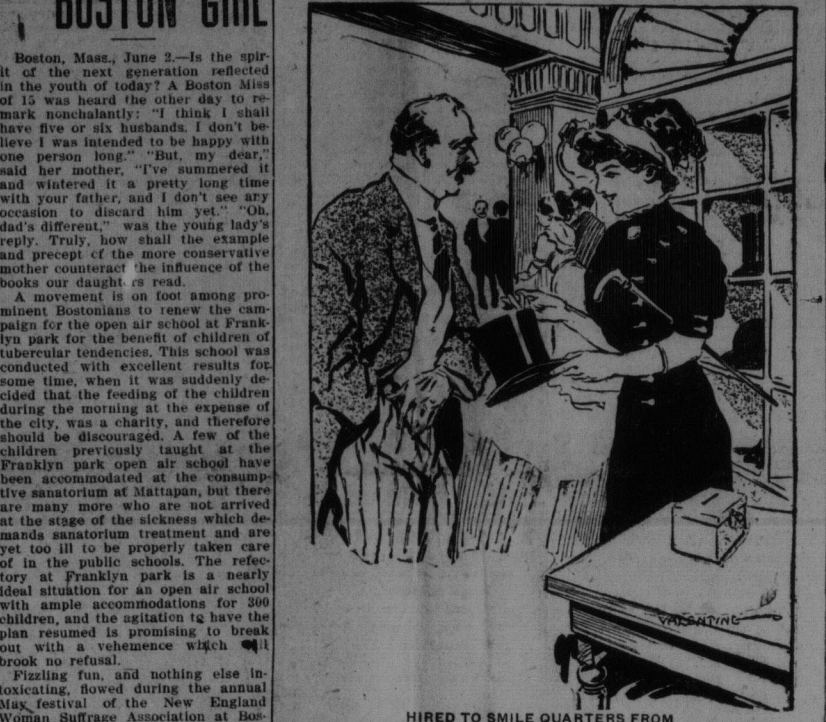 BOSTON GIRL
Boston, Mass., June 2.—Is the spir-
it of the next generation reflected
in the youth of today? A Boston Miss
of 15 was heard the other day to re-
mark nonchalantly: "I think I shall
have five or six husbands. I don't be-
lieve I was intended to be happy with
one person long." "But, my dear,"
said her mother, "I've summered it
and wintered it a pretty long time
with your father, and I don't see any
occasion to discard him yet." "Oh,
dad's different," was the young lady's
reply. Truly, how shall the example
and precept of the more conservative
mother counteract the influence of the
books our daughters read.
A movement is on foot among pro-
minent Bostonians to renew the cam-
paign for the open air school at Frank-
lyn park for the benefit of children of
tubercular tendencies. This school was
conducted with excellent results for
some time, when it was suddenly de-
cided that the feeding of the children
during the morning at the expense of
the city, was a charity, and therefore
should be discouraged. A few of the
children previously taught at the
Franklyn park open air school have
been accommodated at the consump-
tive sanatorium at Mattapan, but there
are many more who are not arrived
at the stage of the sickness which de-
mands sanatorium treatment and are
yet too ill to be properly taken care
of in the public schools. The refec-
tory at Franklyn park is a nearly
ideal situation for an open air school
with ample accommodations for 300
children, and the agitation to have the
plan resumed is promising to break
out with a vehemence which will
brook no refusal.
Fizzling fun, and nothing else in-
toxicating, flowed during the annual
May festival of the New England
Woman Suffrage Association at Bos-
VALENTINE
HIRED TO SMILE QUARTERS FROM